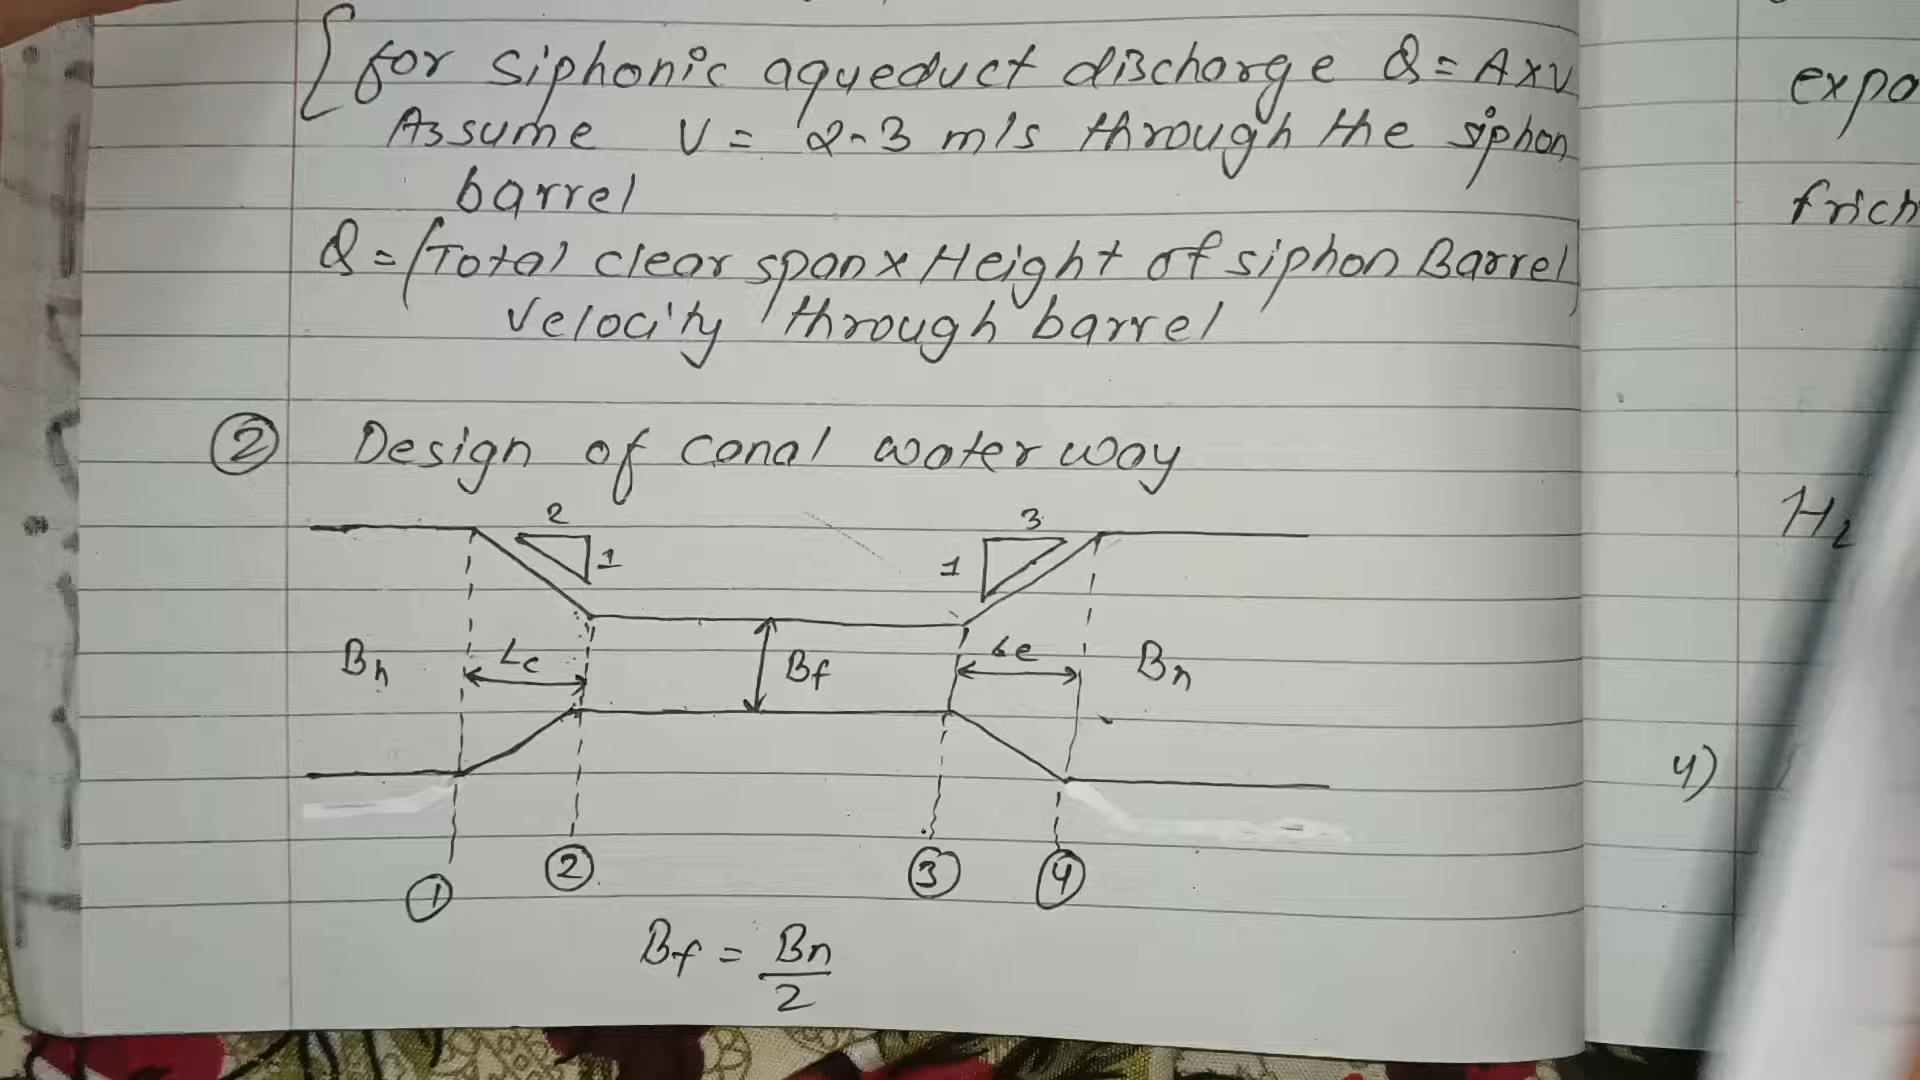 for siphonic aqueduct discharge Q = A x v
Assume V = 2-3 m/s through the siphon
barrel
Q = (Total clear span x Height of siphon Barrel)
velocity through barrel
② Design of canal water way
2
1
3
1
Bn
Lc
Bf
Le
Bn
①
②
③
④
Bf = Bn
2
frich
H2
4)